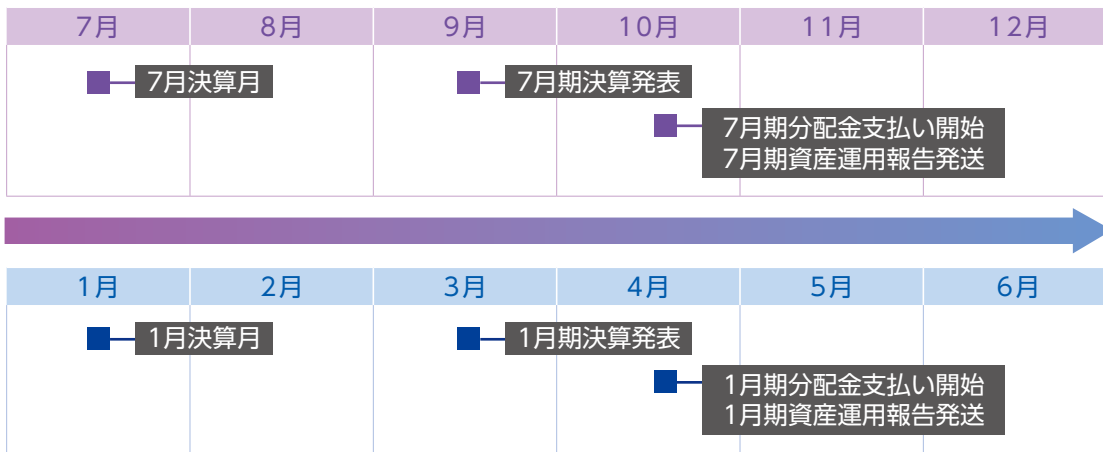 7月 8月 9月 10月 11月 12月
7月決算月 7月期決算発表
7月期分配金支払い開始
7月期資産運用報告発送
1月 2月 3月 4月 5月 6月
1月決算月 1月期決算発表
1月期分配金支払い開始
1月期資産運用報告発送